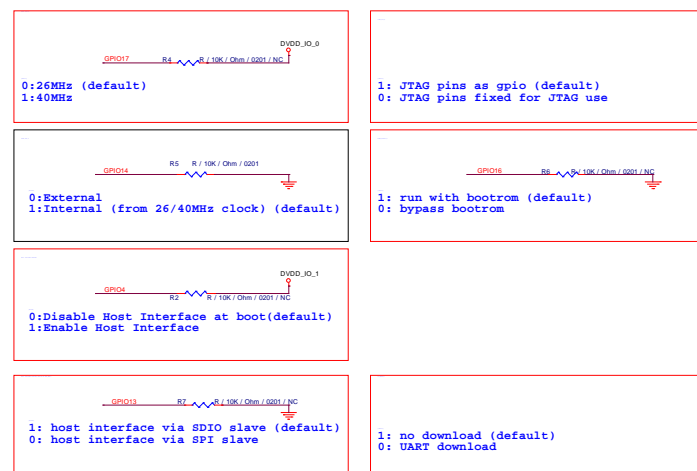 DVDD_IO_0
GPIO17 R4 R / 10K / Ohm / 0201 / NC
0:26MHz (default)
1:40MHz
1: JTAG pins as gpio (default)
0: JTAG pins fixed for JTAG use
GPIO14 R5 R / 10K / Ohm / 0201
0:External
1:Internal (from 26/40MHz clock) (default)
GPIO16 R6 R / 10K / Ohm / 0201 / NC
1: run with bootrom (default)
0: bypass bootrom
DVDD_IO_1
GPIO4 R2 R / 10K / Ohm / 0201 / NC
0:Disable Host Interface at boot(default)
1:Enable Host Interface
GPIO13 R7 R / 10K / Ohm / 0201 / NC
1: host interface via SDIO slave (default)
0: host interface via SPI slave
1: no download (default)
0: UART download